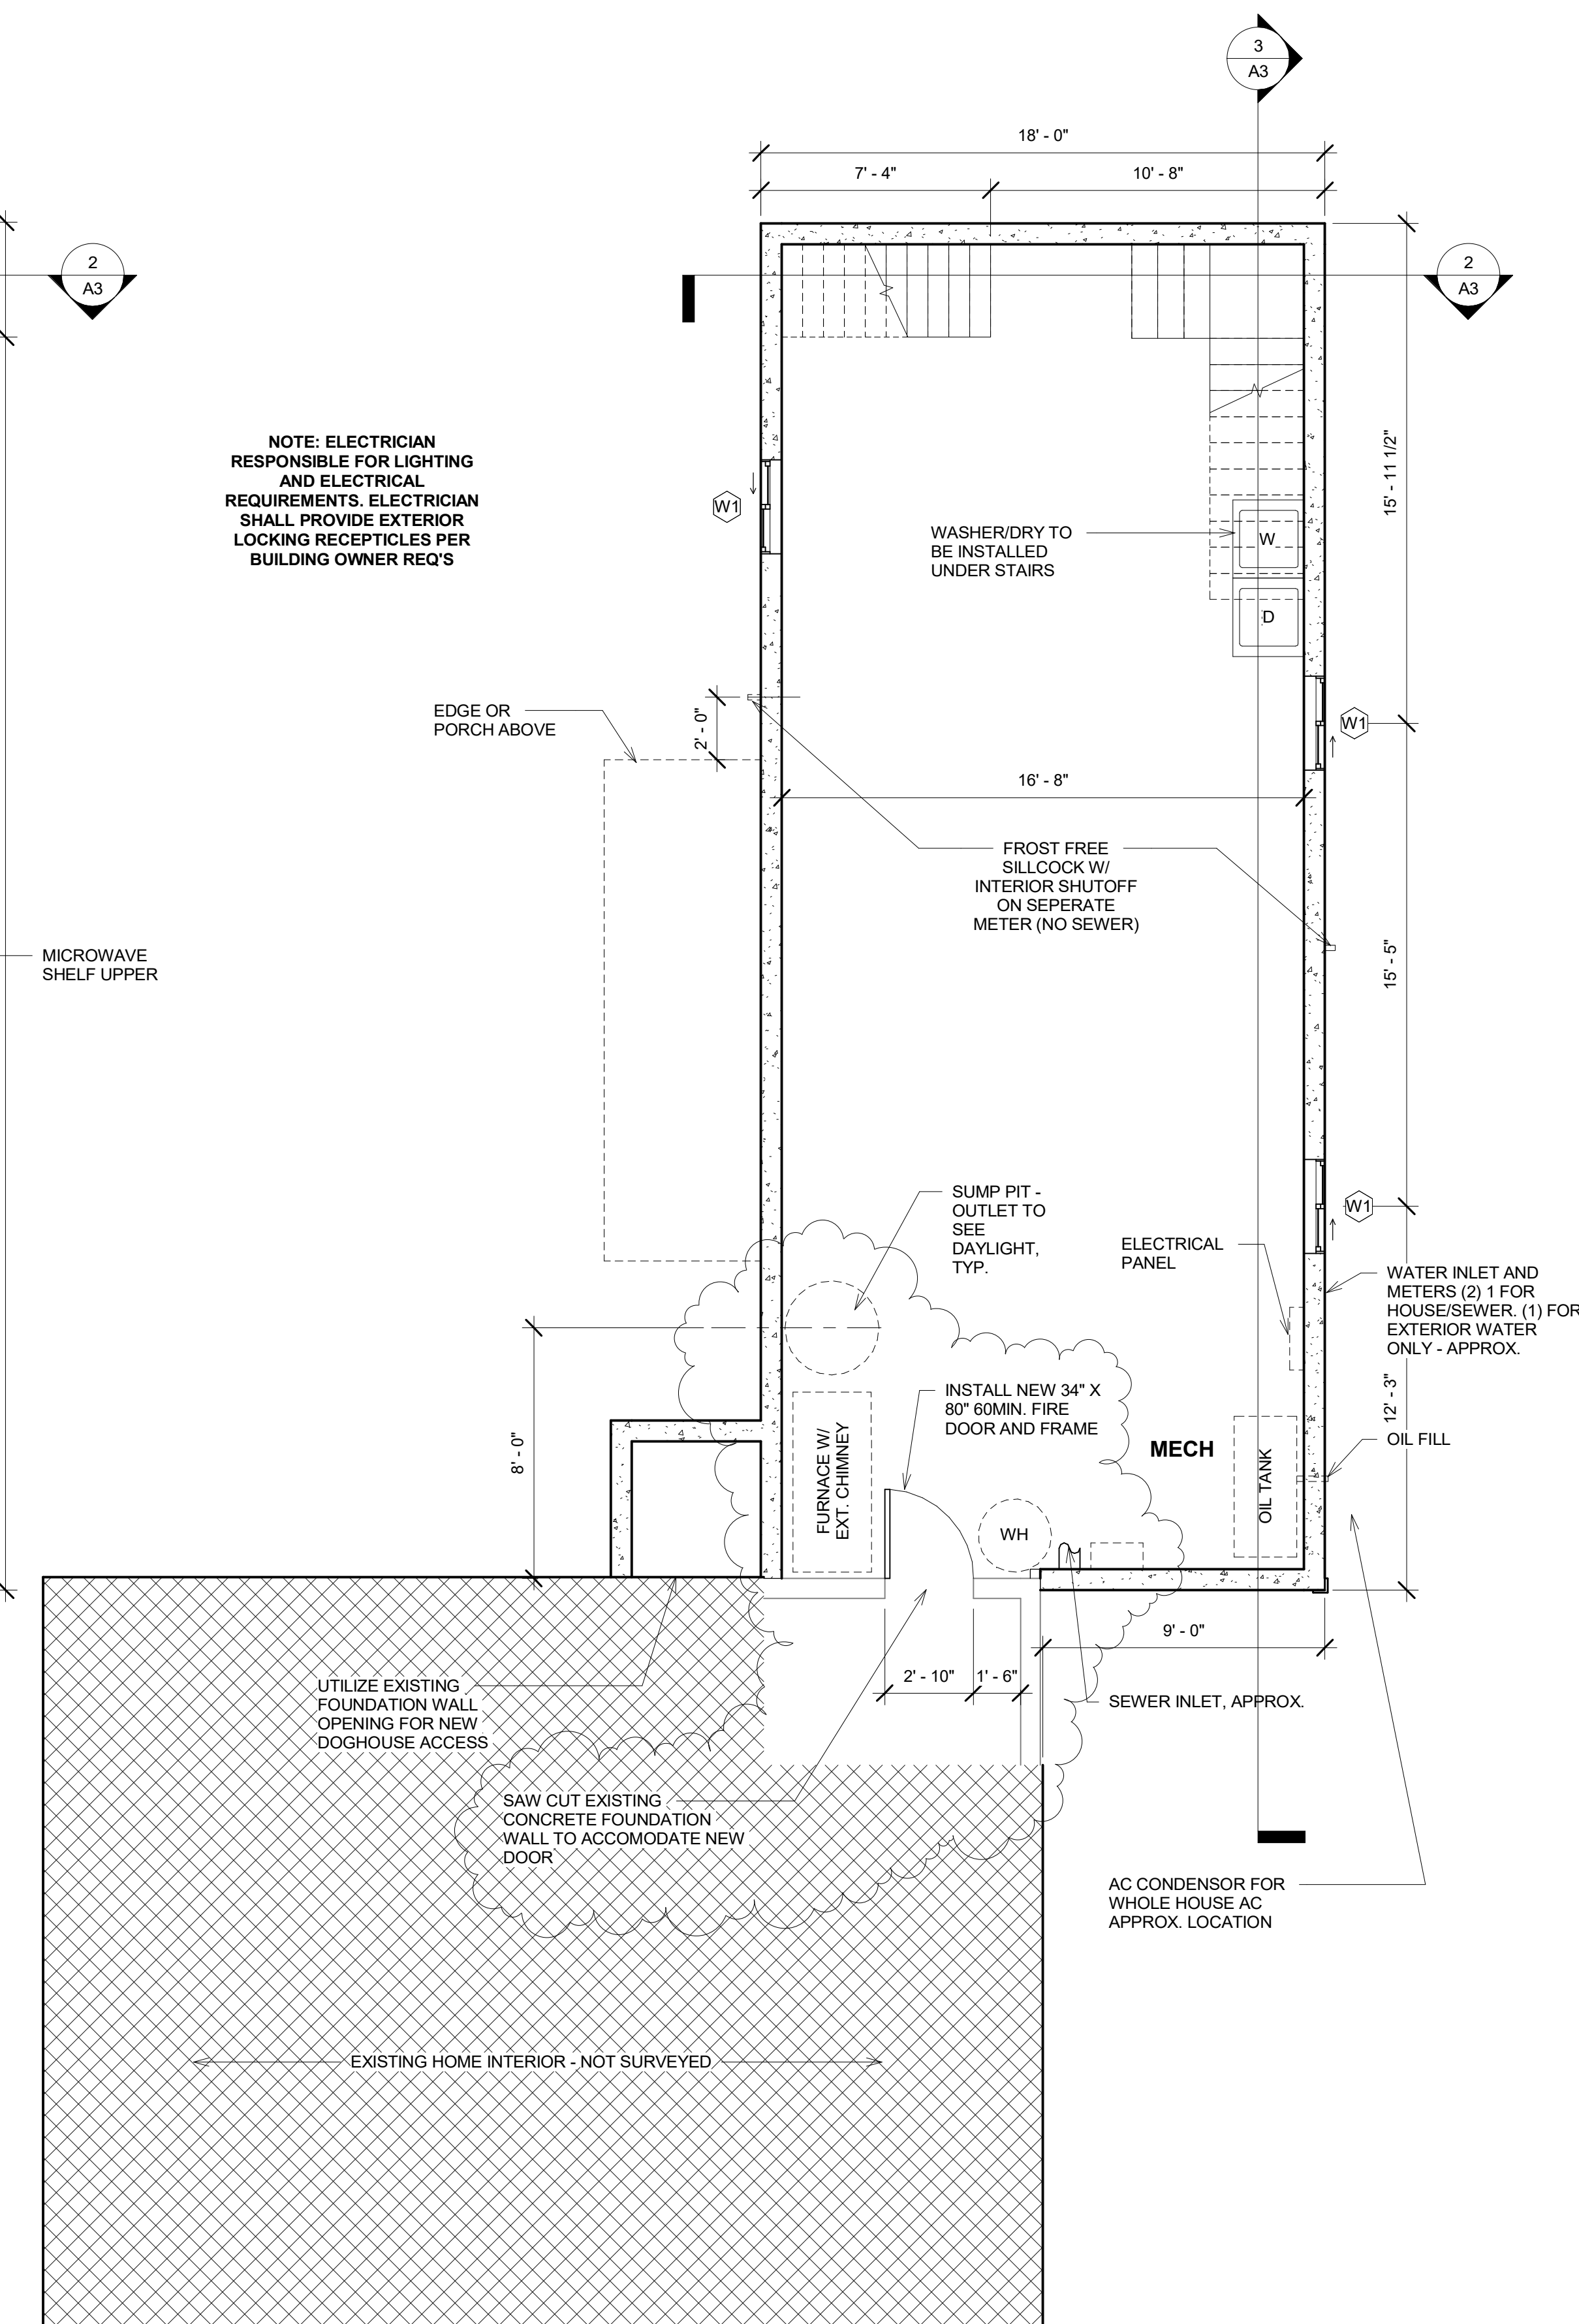 3
A3
18' - 0"
7' - 4"
10' - 8"
2
A3
2
A3
NOTE: ELECTRICIAN
RESPONSIBLE FOR LIGHTING
AND ELECTRICAL
REQUIREMENTS. ELECTRICIAN
SHALL PROVIDE EXTERIOR
LOCKING RECEPTICLES PER
BUILDING OWNER REQ'S
W1
15' - 11 1/2"
WASHER/DRY TO
BE INSTALLED
UNDER STAIRS
W
D
EDGE OR
PORCH ABOVE
2' - 0"
W1
16' - 8"
FROST FREE
SILLCOCK W/
INTERIOR SHUTOFF
ON SEPERATE
METER (NO SEWER)
MICROWAVE
SHELF UPPER
15' - 5"
SUMP PIT -
OUTLET TO
SEE
DAYLIGHT,
TYP.
W1
ELECTRICAL
PANEL
WATER INLET AND
METERS (2) 1 FOR
HOUSE/SEWER. (1) FOR
EXTERIOR WATER
ONLY - APPROX.
12' - 3"
INSTALL NEW 34" X
80" 60MIN. FIRE
DOOR AND FRAME
8' - 0"
FURNACE W/
EXT. CHIMNEY
MECH
OIL TANK
OIL FILL
WH
9' - 0"
2' - 10"
1' - 6"
UTILIZE EXISTING
FOUNDATION WALL
OPENING FOR NEW
DOGHOUSE ACCESS
SEWER INLET, APPROX.
SAW CUT EXISTING
CONCRETE FOUNDATION
WALL TO ACCOMODATE NEW
DOOR
AC CONDENSOR FOR
WHOLE HOUSE AC
APPROX. LOCATION
EXISTING HOME INTERIOR - NOT SURVEYED